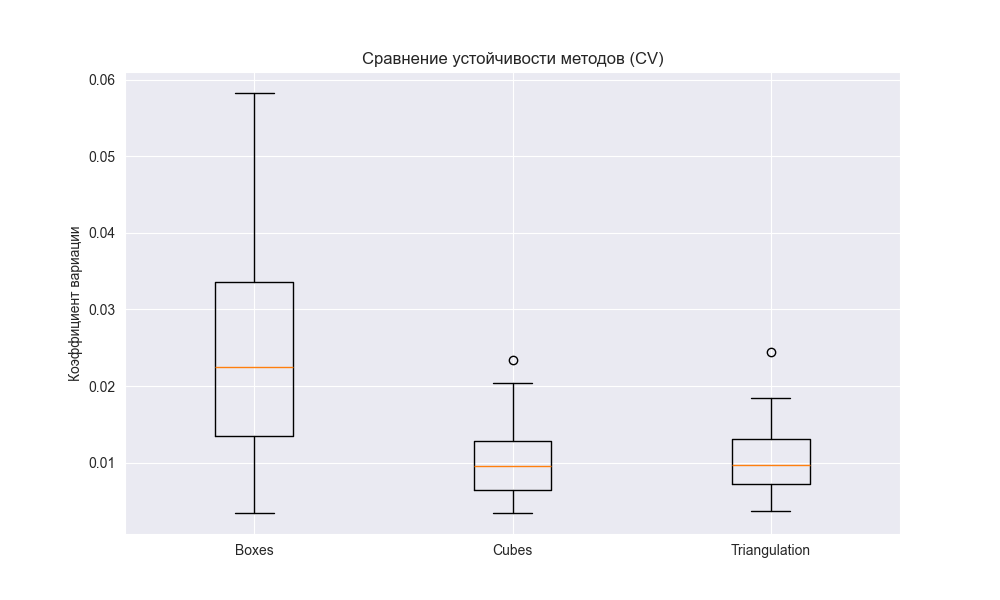 Сравнение устойчивости методов (CV)
Коэффициент вариации
0.06
0.05
0.04
0.03
0.02
0.01
Boxes
Cubes
Triangulation